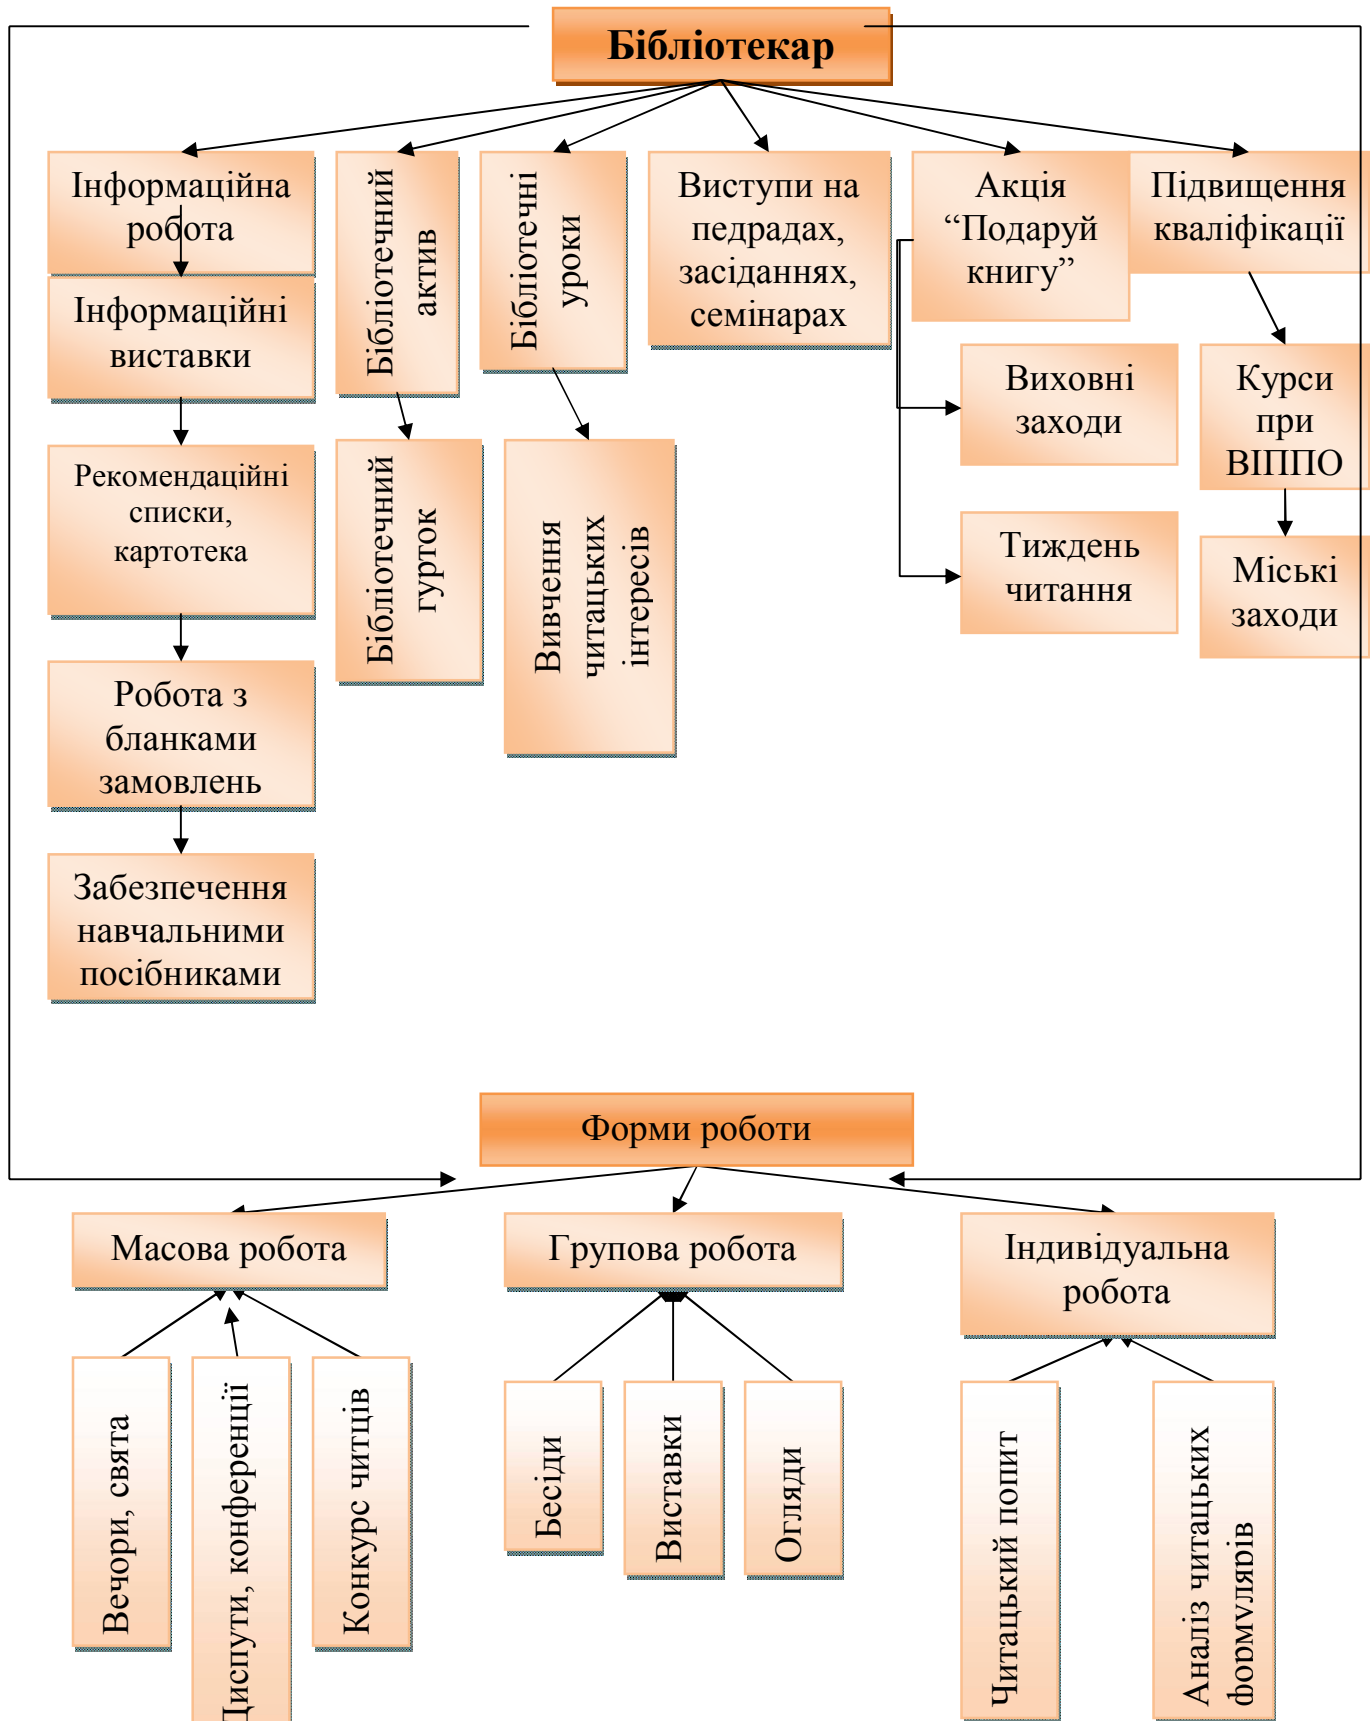 Бібліотекар
Інформаційна
робота
Бібліотечний
актив
Бібліотечні
уроки
Виступи на
педрадах,
засіданнях,
семінарах
Акція
“Подаруй
книгу”
Підвищення
кваліфікації
Інформаційні
виставки
Виховні
заходи
Курси
при
ВІППО
Рекомендаційні
списки,
картотека
Бібліотечний
гурток
Вивчення
читацьких
інтересів
Тиждень
читання
Міські
заходи
Робота з
бланками
замовлень
Забезпечення
навчальними
посібниками
Форми роботи
Масова робота
Групова робота
Індивідуальна
робота
Вечори, свята
Диспути, конференції
Конкурс читців
Бесіди
Виставки
Огляди
Читацький попит
Аналіз читацьких
формулярів